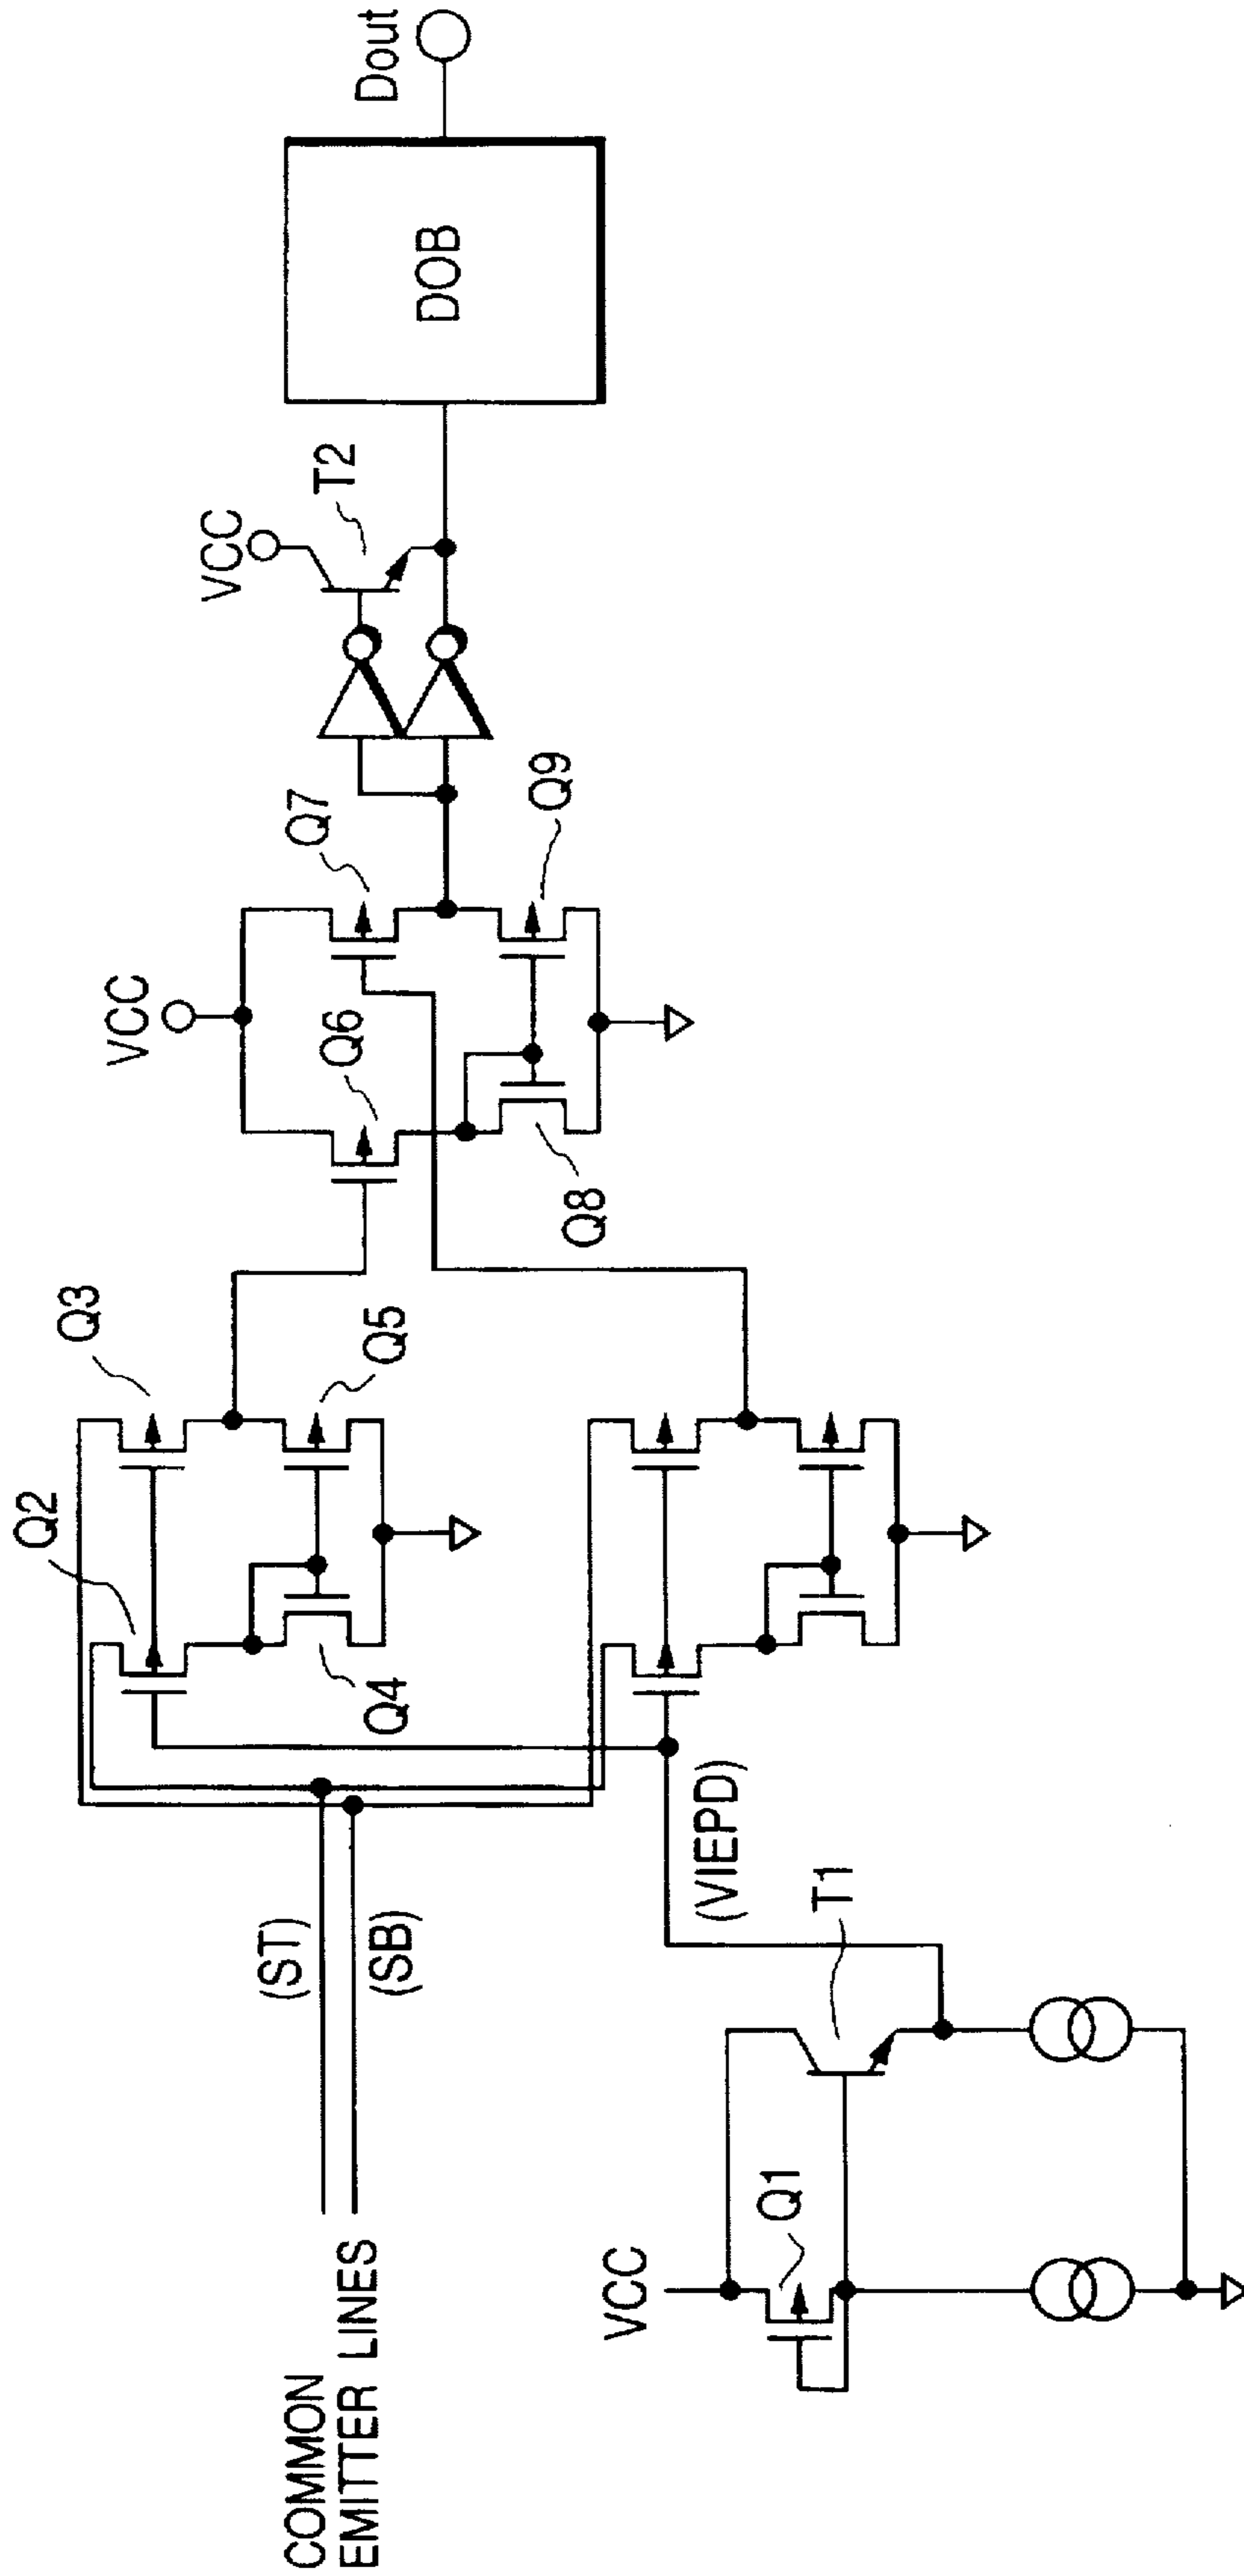 COMMON
EMITTER LINES
(ST)
(SB)
Q2
Q3
Q4
Q5
VCC
Q6
Q7
Q8
Q9
VCC
T2
DOB
Dout
VCC
Q1
T1
(VIEPD)